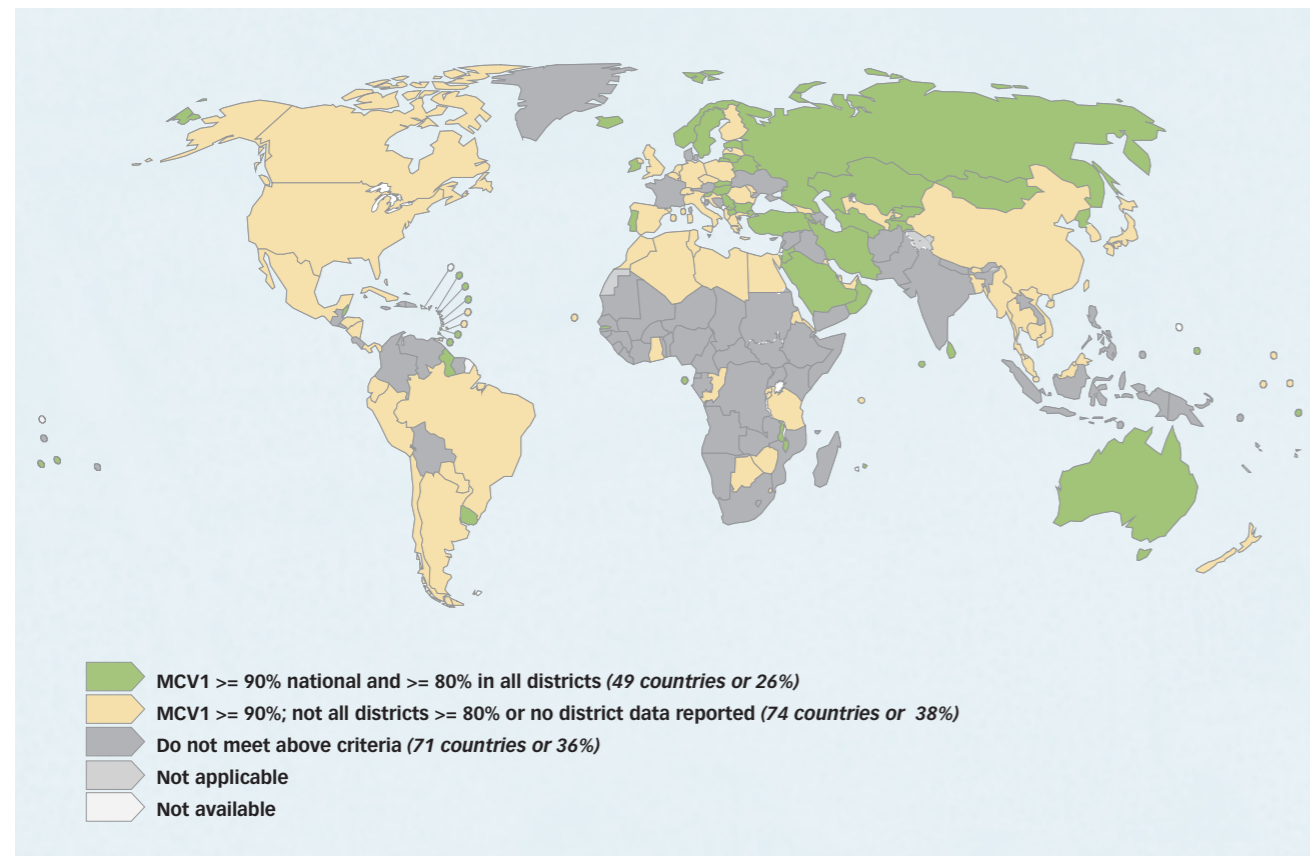 MCV1 >= 90% national and >= 80% in all districts (49 countries or 26%)
MCV1 >= 90%; not all districts >= 80% or no district data reported (74 countries or 38%)
Do not meet above criteria (71 countries or 36%)
Not applicable
Not available